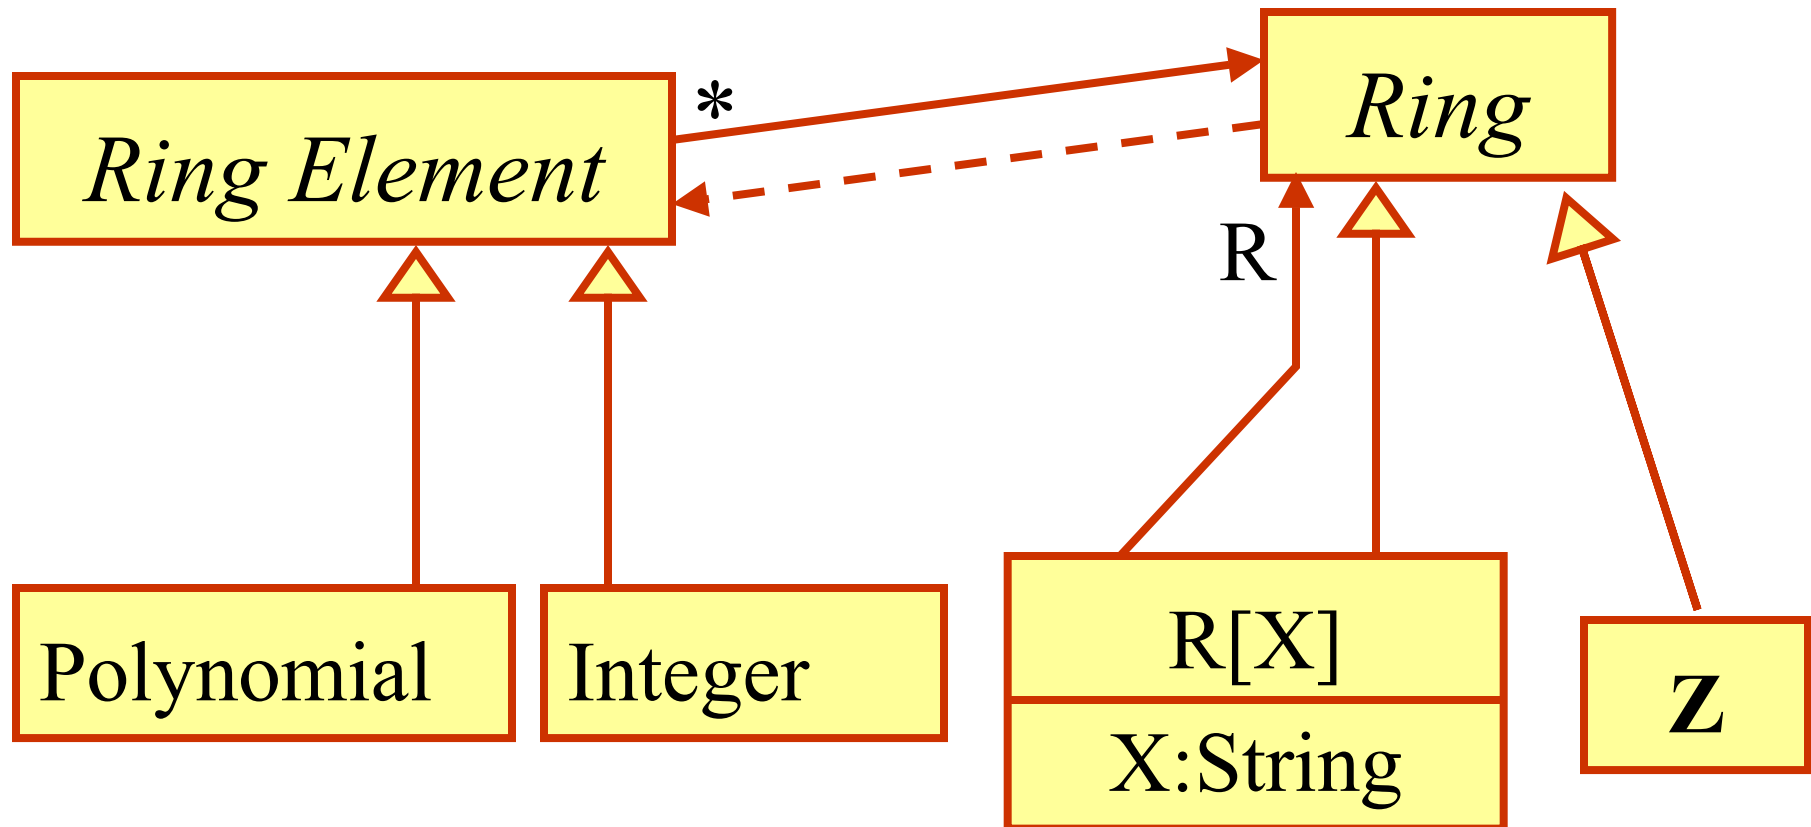 *
Ring
Ring Element
R
R[X]
Polynomial
Integer
Z
X:String